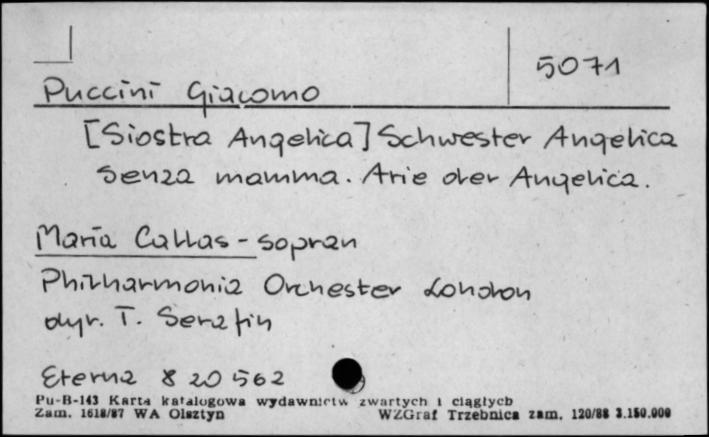 5071
Puccini Giacomo
[Siostra Angelica] Schwester Angelica
Senza mamma. Arie der Angelica.
Maria Callas - sopran
Philharmonia Orchester London
dyr. T. Serafin
Eterna 8 20 562
Pu-B-143 Karta katalogowa wydawnictw zwartych i ciągłych
Zam. 1618/87 WA Olsztyn WZGraf Trzebnica zam. 120/88 3.150.000